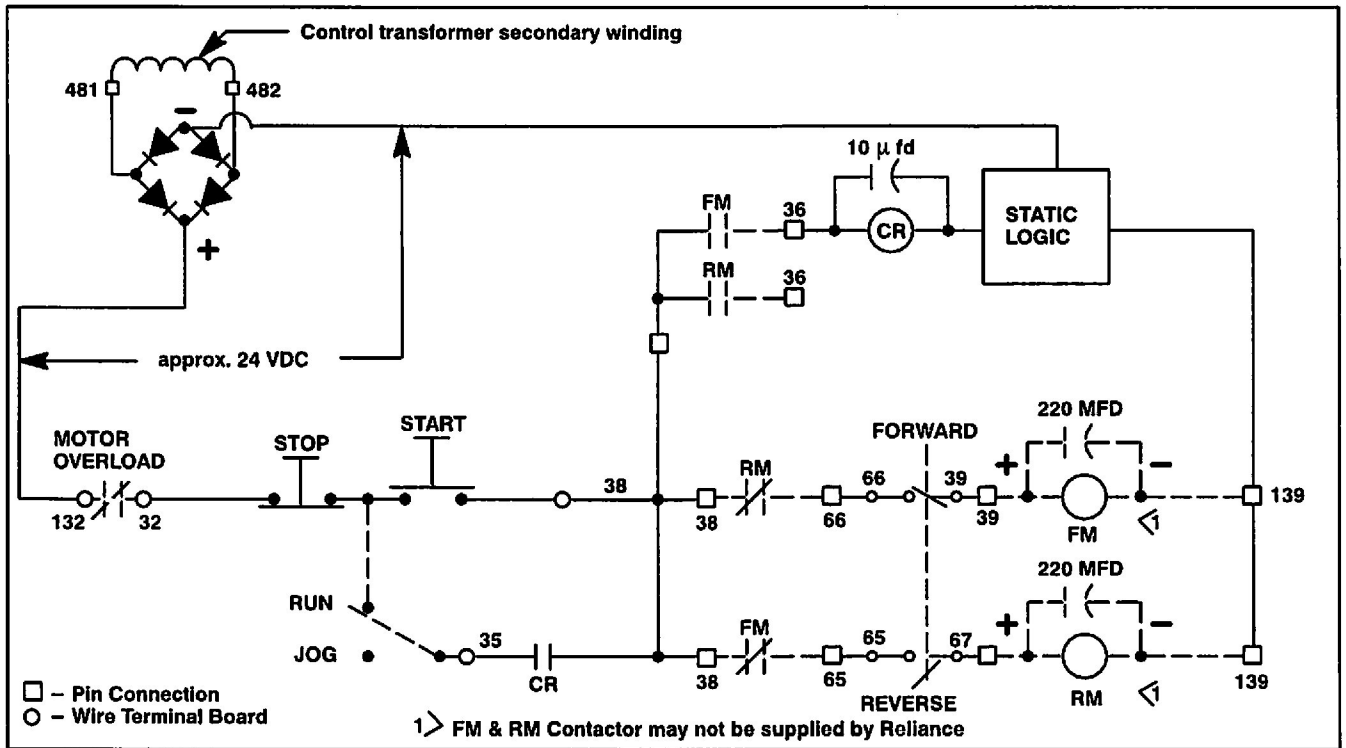 Control transformer secondary winding
481
482
−
+
10 μ fd
FM
36
CR
STATIC
LOGIC
RM
36
approx. 24 VDC
MOTOR
OVERLOAD
STOP
START
FORWARD
220 MFD
132
32
38
38
RM
66
66
39
39
+
−
FM
1
139
220 MFD
RUN
JOG
35
CR
38
FM
65
65
67
REVERSE
+
−
RM
1
139
□ – Pin Connection
○ – Wire Terminal Board
1> FM & RM Contactor may not be supplied by Reliance